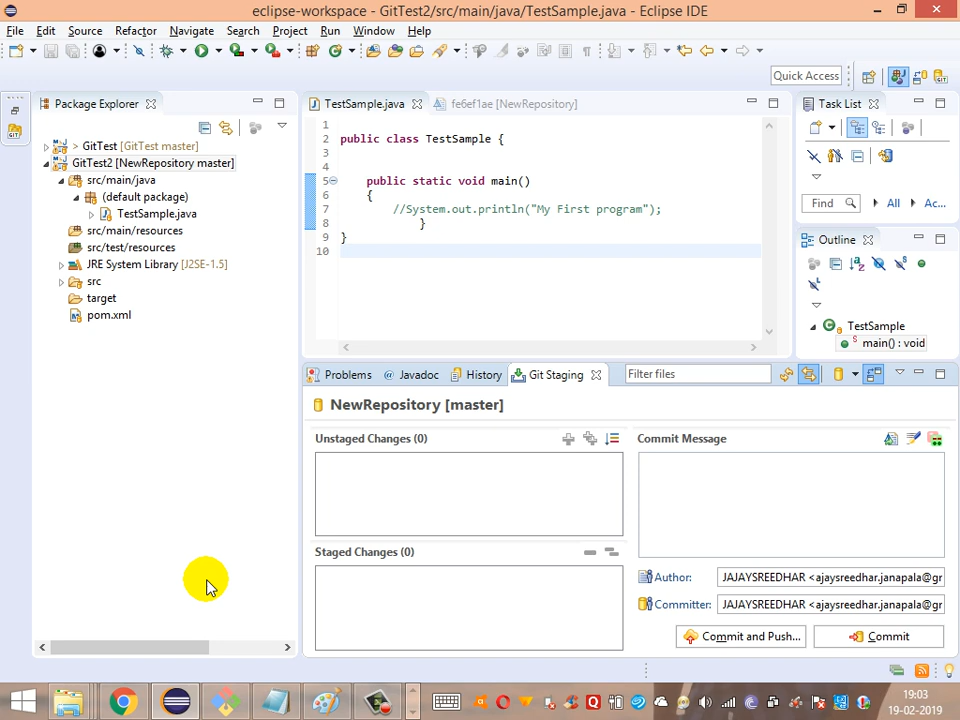 eclipse-workspace - GitTest2/src/main/java/TestSample.java - Eclipse IDE
File Edit Source Refactor Navigate Search Project Run Window Help
Quick Access
Package Explorer
> GitTest [GitTest master]
GitTest2 [NewRepository master]
src/main/java
(default package)
TestSample.java
src/main/resources
src/test/resources
JRE System Library [J2SE-1.5]
src
target
pom.xml
TestSample.java fe6ef1ae [NewRepository]
1
2 public class TestSample {
3
4
5 public static void main()
6 {
7 //System.out.println("My First program");
8 }
9 }
10
Task List
Find All Ac...
Outline
TestSample
main() : void
Problems @ Javadoc History Git Staging Filter files
NewRepository [master]
Unstaged Changes (0)
Staged Changes (0)
Commit Message
Author: JAJAYSREEDHAR <ajaysreedhar.janapala@gr
Committer: JAJAYSREEDHAR <ajaysreedhar.janapala@gr
Commit and Push... Commit
19:03
19-02-2019